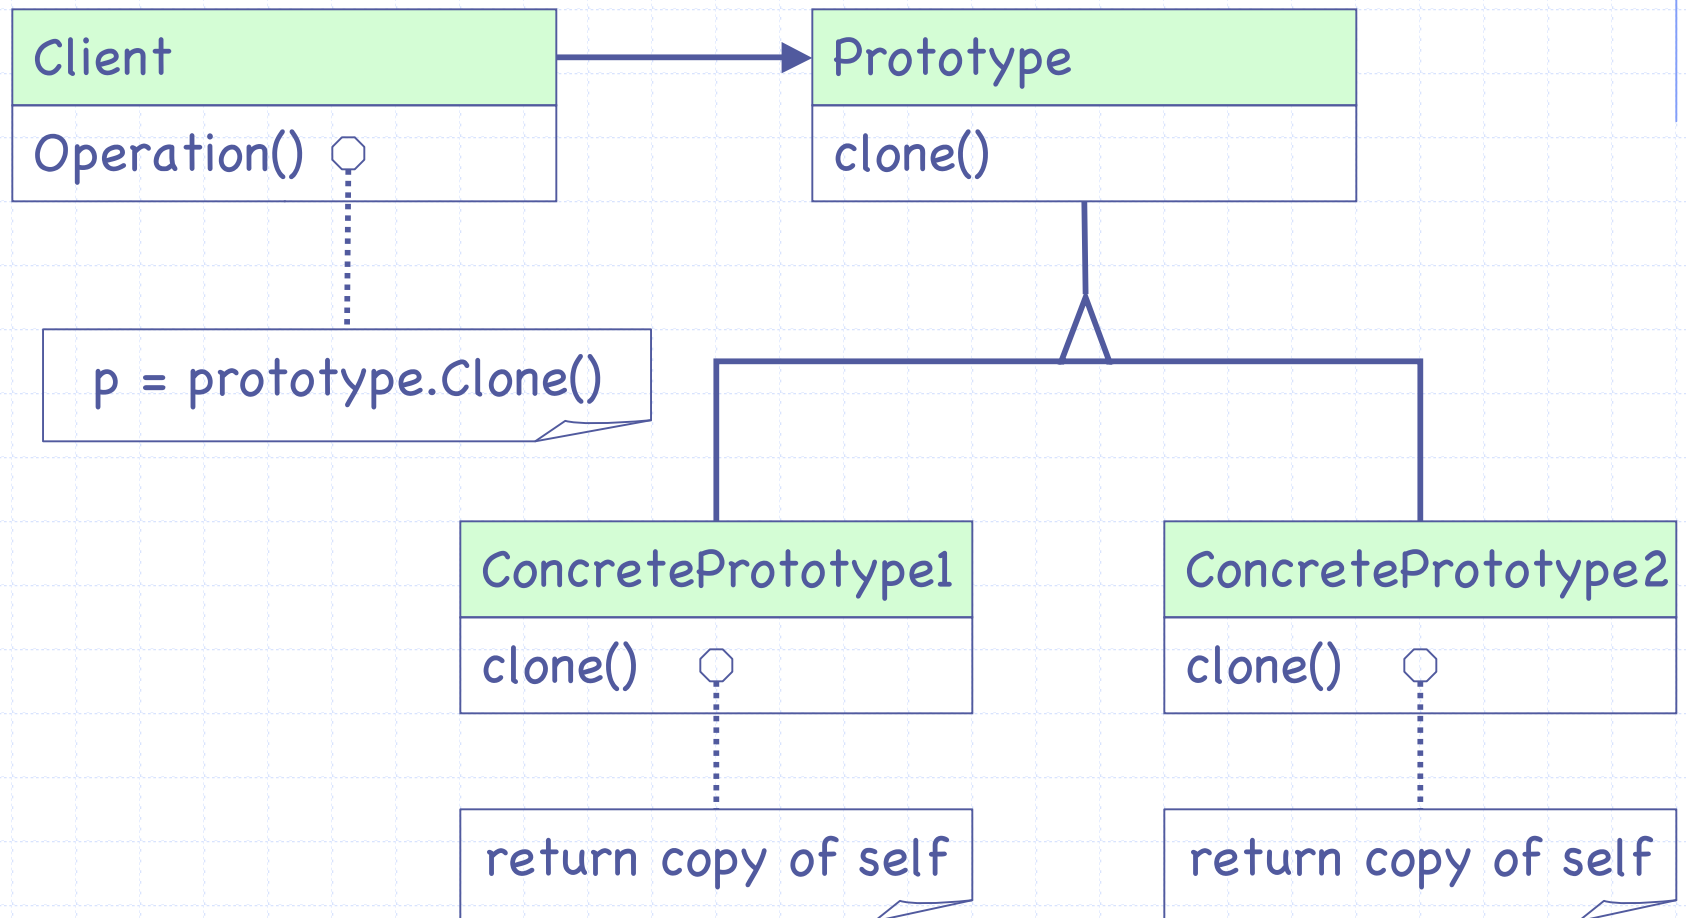 Client
Operation()
p = prototype.Clone()
Prototype
clone()
ConcretePrototype1
clone()
return copy of self
ConcretePrototype2
clone()
return copy of self